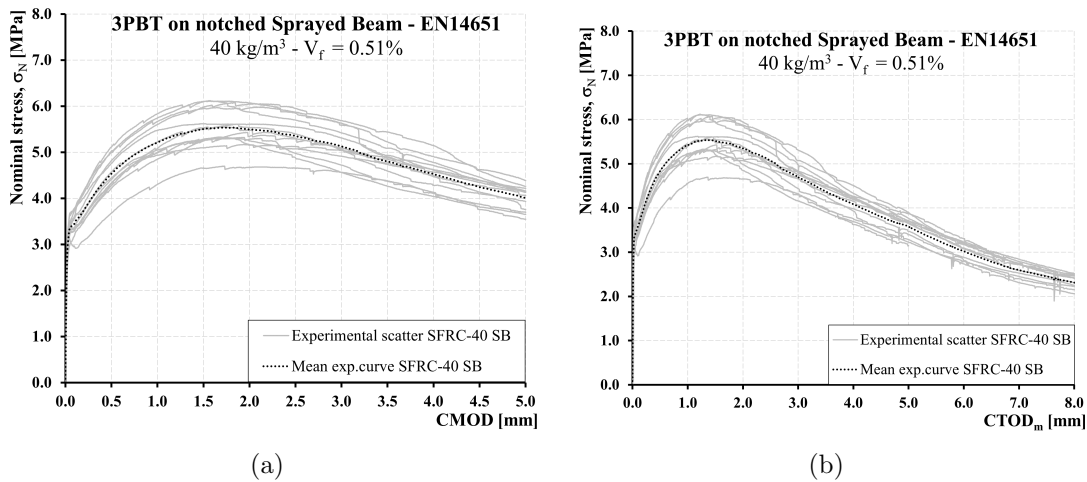 3PBT on notched Sprayed Beam - EN14651
40 kg/m³ - Vf = 0.51%
Nominal stress, σN [MPa]
8.0
7.0
6.0
5.0
4.0
3.0
2.0
1.0
0.0
Experimental scatter SFRC-40 SB
Mean exp.curve SFRC-40 SB
0.0 0.5 1.0 1.5 2.0 2.5 3.0 3.5 4.0 4.5 5.0
CMOD [mm]
(a)
3PBT on notched Sprayed Beam - EN14651
40 kg/m³ - Vf = 0.51%
Nominal stress, σN [MPa]
8.0
7.0
6.0
5.0
4.0
3.0
2.0
1.0
0.0
Experimental scatter SFRC-40 SB
Mean exp.curve SFRC-40 SB
0.0 1.0 2.0 3.0 4.0 5.0 6.0 7.0 8.0
CTODm [mm]
(b)